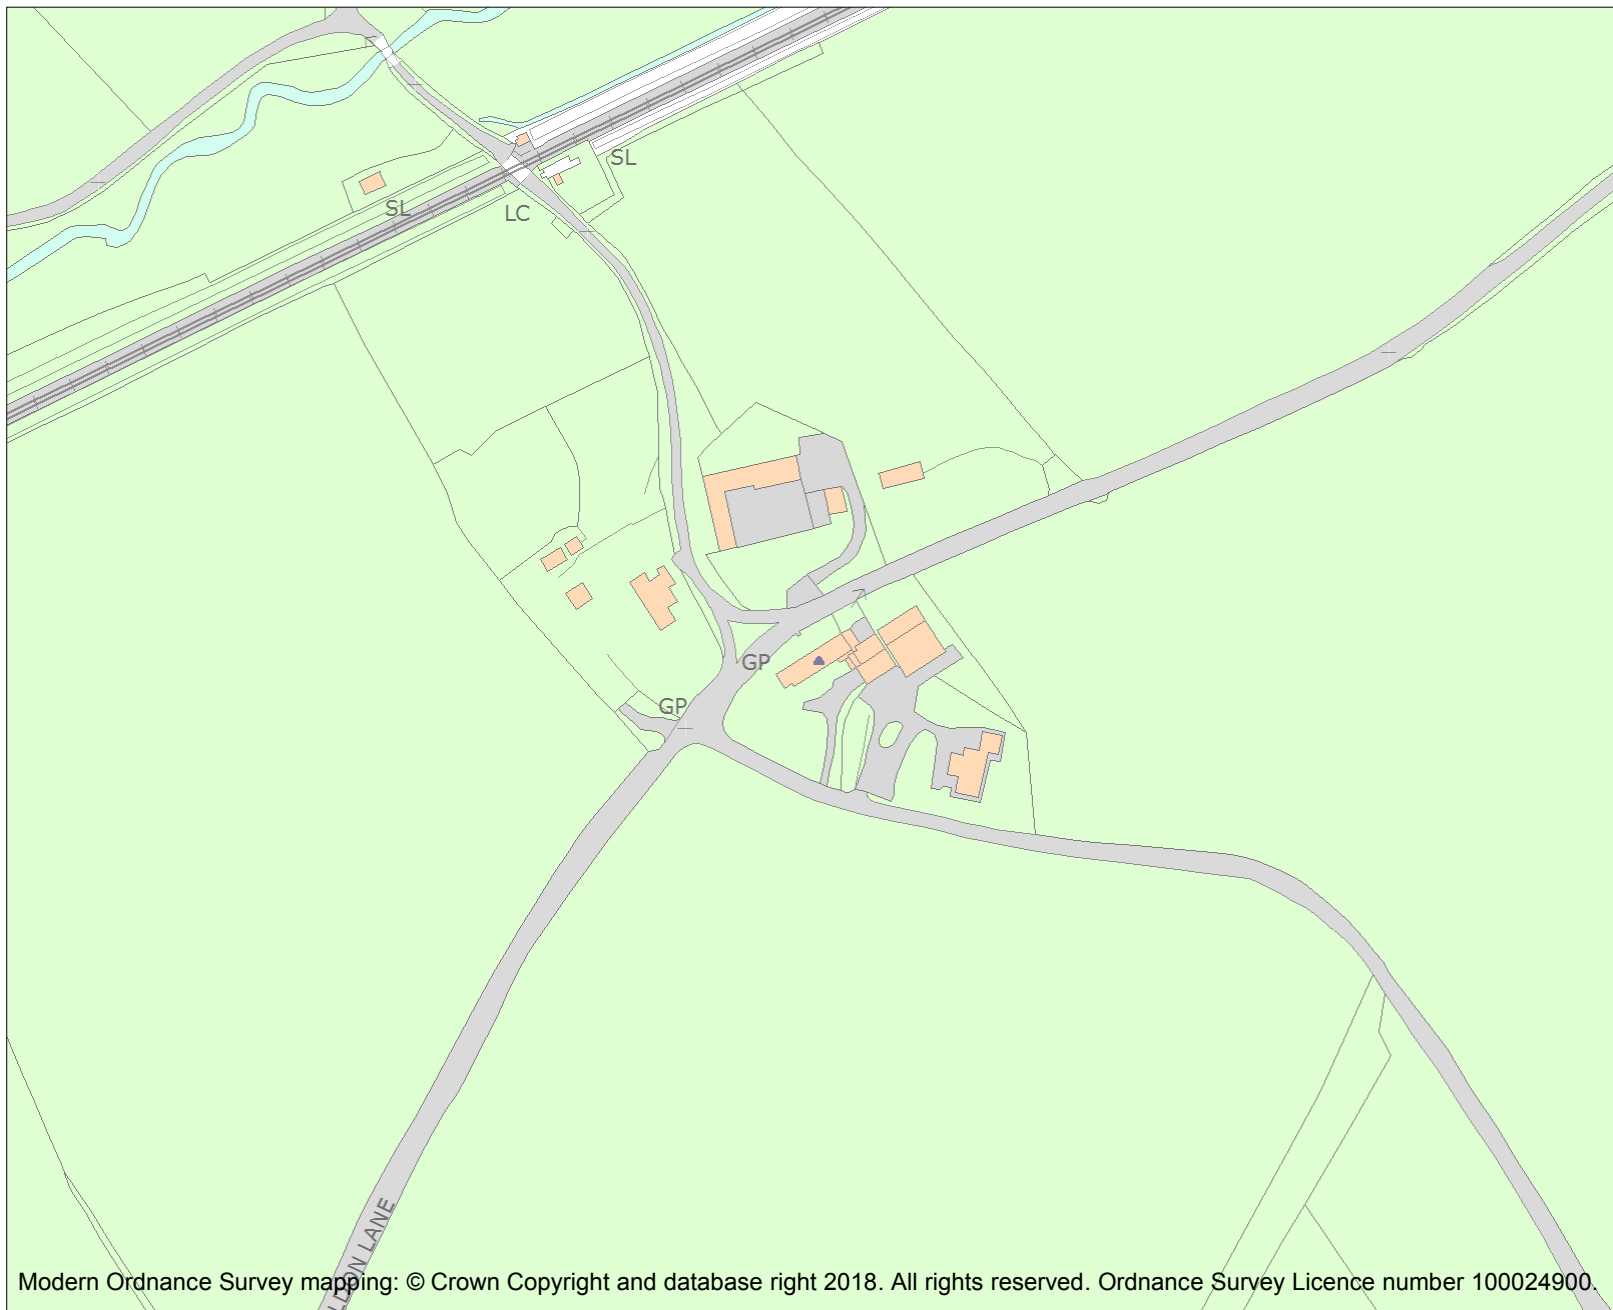 SL
SL
LC
GP
GP
LANE
Modern Ordnance Survey mapping: © Crown Copyright and database right 2018. All rights reserved. Ordnance Survey Licence number 100024900.